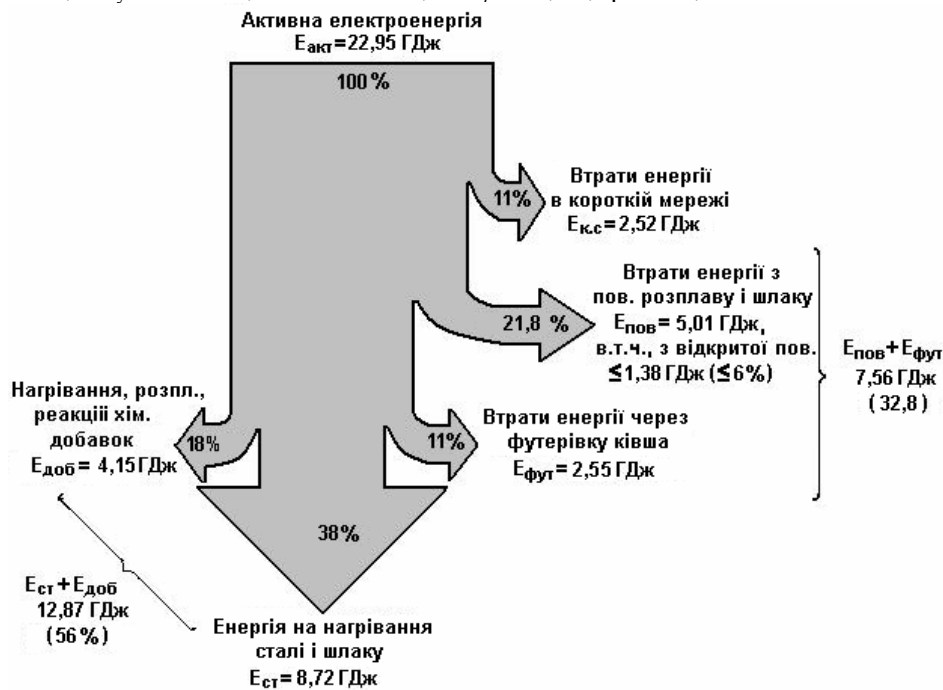 Активна електроенергія
Eакт=22,95 ГДж
100 %
11%
Втрати енергії
в короткій мережі
Eк.с=2,52 ГДж
21,8 %
Втрати енергії з
пов. розплаву і шлаку
Eпов= 5,01 ГДж,
в.т.ч., з відкритої пов.
≤1,38 ГДж (≤6%)
Eпов+Eфут
7,56 ГДж
( 32,8 )
Нагрівання, розпл.,
реакціїі хім.
добавок
Eдоб= 4,15 ГДж
18%
11%
Втрати енергії через
футерівку ківша
Eфут=2,55 ГДж
38%
Eст+Eдоб
12,87 ГДж
(56 %)
Енергія на нагрівання
сталі і шлаку
Eст=8,72 ГДж